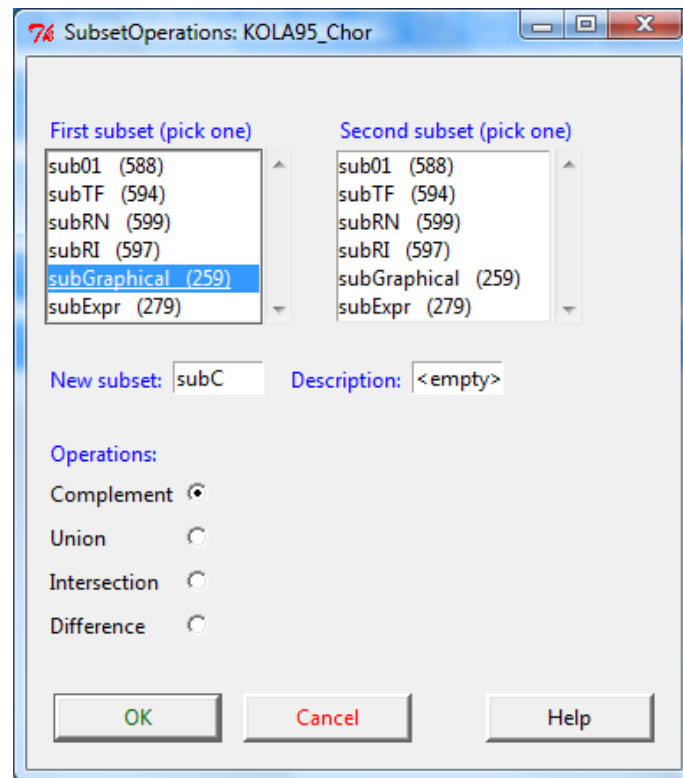 SubsetOperations: KOLA95_Chor
First subset (pick one) Second subset (pick one)
sub01 (588) sub01 (588)
subTF (594) subTF (594)
subRN (599) subRN (599)
subRI (597) subRI (597)
subGraphical (259) subGraphical (259)
subExpr (279) subExpr (279)
New subset: subC Description: <empty>
Operations:
Complement
Union
Intersection
Difference
OK Cancel Help